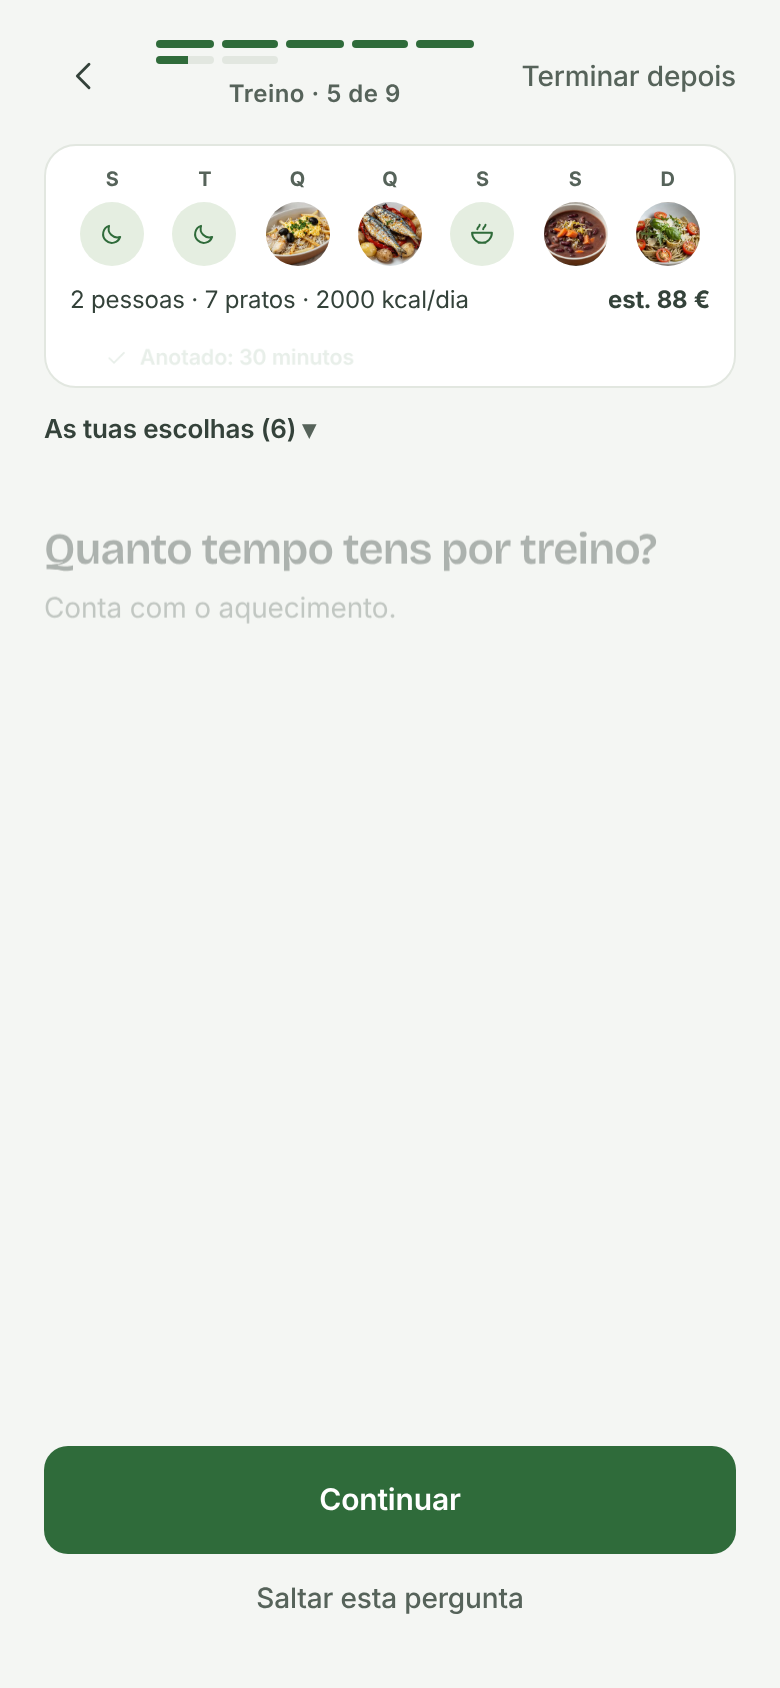 Treino · 5 de 9
Terminar depois
S T Q Q S S D
2 pessoas · 7 pratos · 2000 kcal/dia est. 88 €
Anotado: 30 minutos
As tuas escolhas (6) ▾
Quanto tempo tens por treino?
Conta com o aquecimento.
Continuar
Saltar esta pergunta